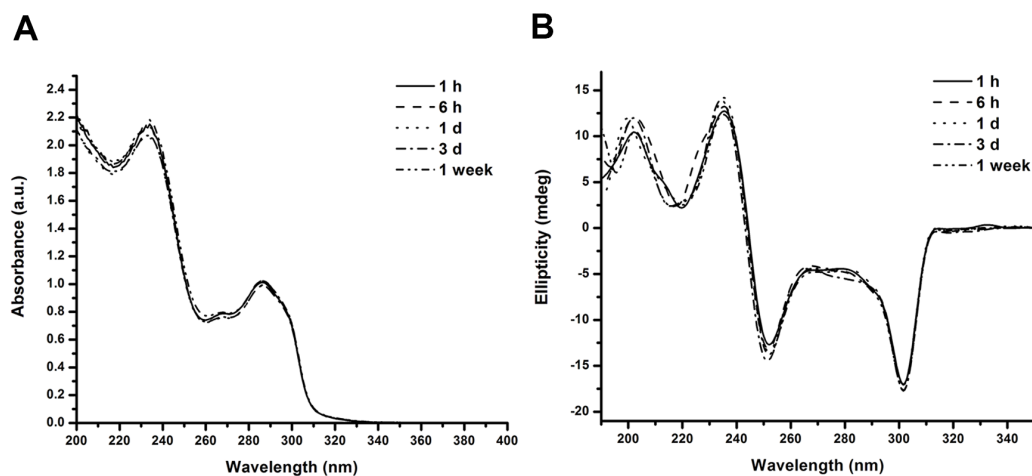 A
2.4
2.2
2.0
1.8
1.6
1.4
1.2
1.0
0.8
0.6
0.4
0.2
0.0
Absorbance (a.u.)
200 220 240 260 280 300 320 340 360 380 400
Wavelength (nm)
1 h
6 h
1 d
3 d
1 week
B
15
10
5
0
-5
-10
-15
-20
Ellipticity (mdeg)
200 220 240 260 280 300 320 340
Wavelength (nm)
1 h
6 h
1 d
3 d
1 week